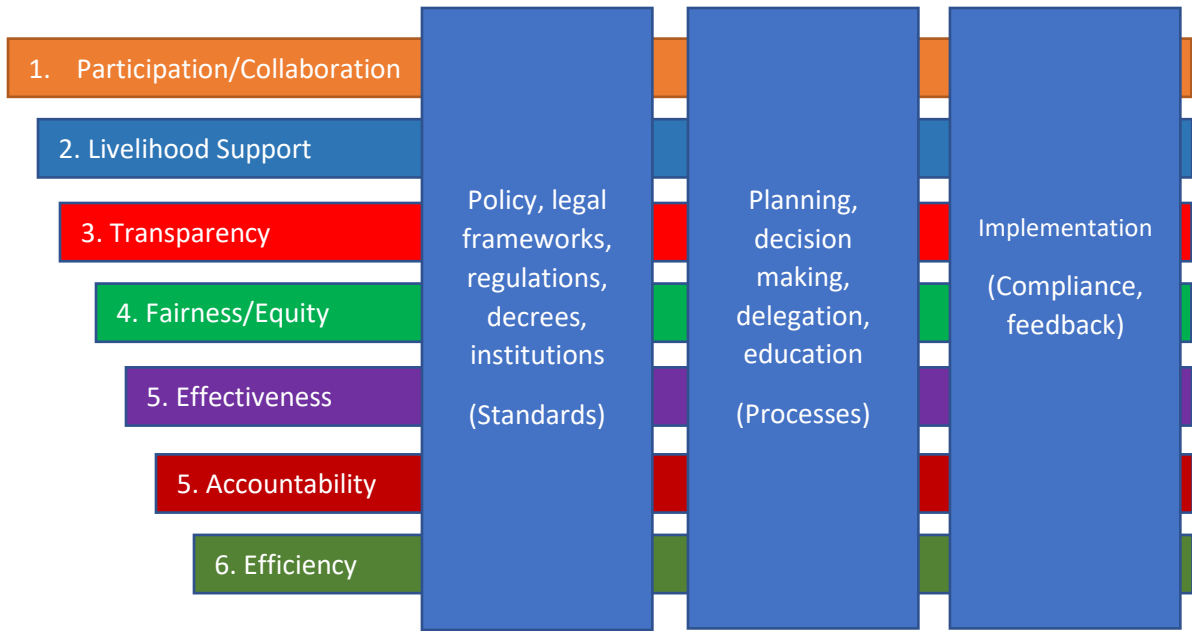 1. Participation/Collaboration
2. Livelihood Support
3. Transparency
4. Fairness/Equity
5. Effectiveness
5. Accountability
6. Efficiency
Policy, legal
frameworks,
regulations,
decrees,
institutions
(Standards)
Planning,
decision
making,
delegation,
education
(Processes)
Implementation
(Compliance,
feedback)